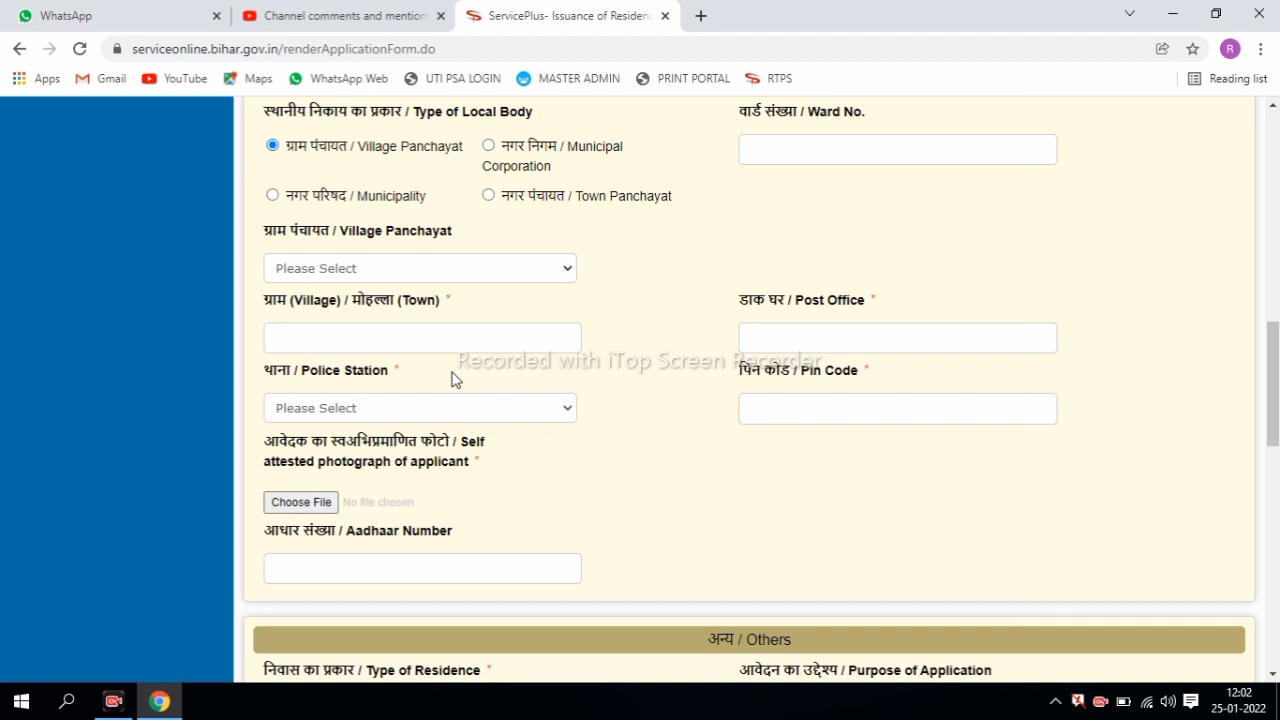 WhatsApp
Channel comments and mention
ServicePlus- Issuance of Residenc
serviceonline.bihar.gov.in/renderApplicationForm.do
R
Apps
Gmail
YouTube
Maps
WhatsApp Web
UTI PSA LOGIN
MASTER ADMIN
PRINT PORTAL
RTPS
Reading list
स्थानीय निकाय का प्रकार / Type of Local Body
वार्ड संख्या / Ward No.
ग्राम पंचायत / Village Panchayat
नगर निगम / Municipal
Corporation
नगर परिषद / Municipality
नगर पंचायत / Town Panchayat
ग्राम पंचायत / Village Panchayat
Please Select
ग्राम (Village) / मोहल्ला (Town) *
डाक घर / Post Office *
Recorded with iTop Screen Recorder
थाना / Police Station *
पिन कोड / Pin Code *
Please Select
आवेदक का स्वअभिप्रमाणित फोटो / Self
attested photograph of applicant *
Choose File No file chosen
आधार संख्या / Aadhaar Number
अन्य / Others
निवास का प्रकार / Type of Residence *
आवेदन का उद्देश्य / Purpose of Application
12:02
25-01-2022